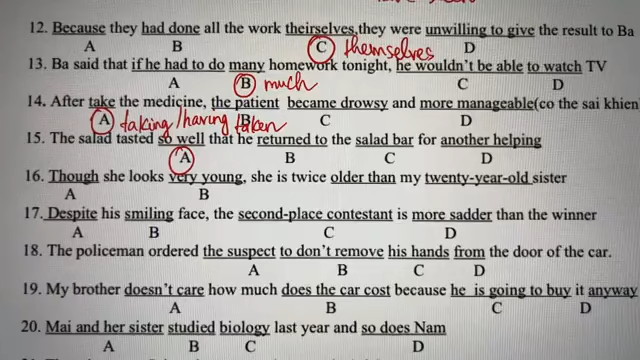 12. Because they had done all the work theirselves,they were unwilling to give the result to Ba
A B C themselves D
13. Ba said that if he had to do many homework tonight, he wouldn't be able to watch TV
A B much C D
14. After take the medicine, the patient became drowsy and more manageable(co the sai khien
A taking/having taken B C D
15. The salad tasted so well that he returned to the salad bar for another helping
A B C D
16. Though she looks very young, she is twice older than my twenty-year-old sister
A B
17. Despite his smiling face, the second-place contestant is more sadder than the winner
A B C D
18. The policeman ordered the suspect to don't remove his hands from the door of the car.
A B C D
19. My brother doesn't care how much does the car cost because he is going to buy it anyway
A B C D
20. Mai and her sister studied biology last year and so does Nam
A B C D